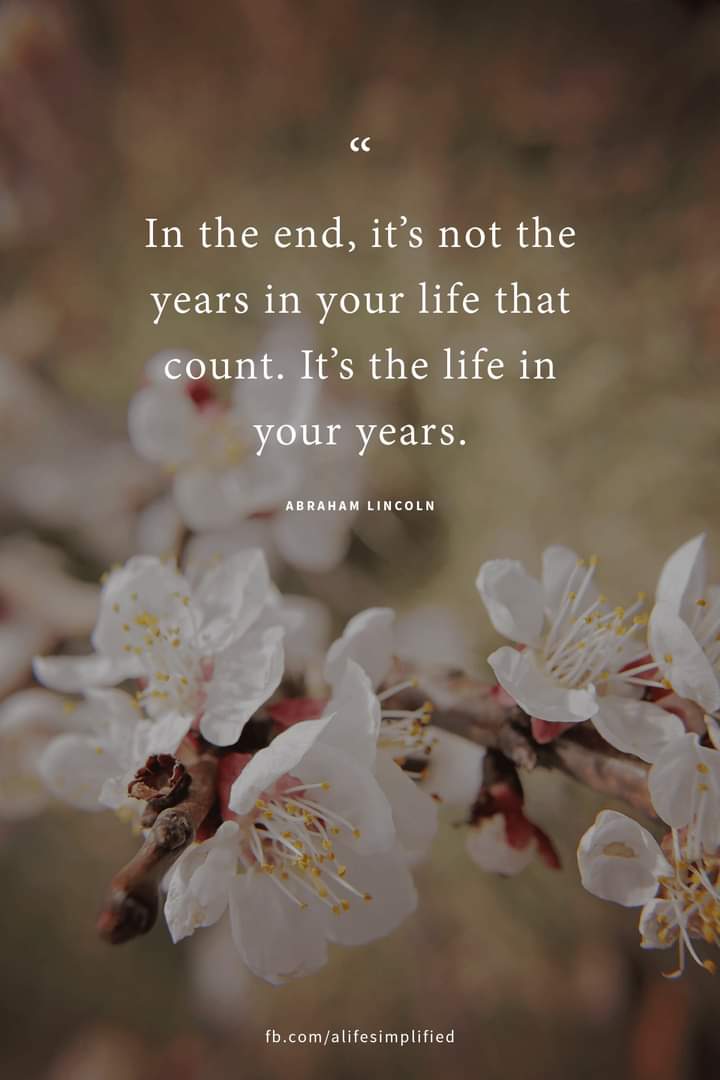 “
In the end, it’s not the
years in your life that
count. It’s the life in
your years.
ABRAHAM LINCOLN
fb.com/alifesimplified